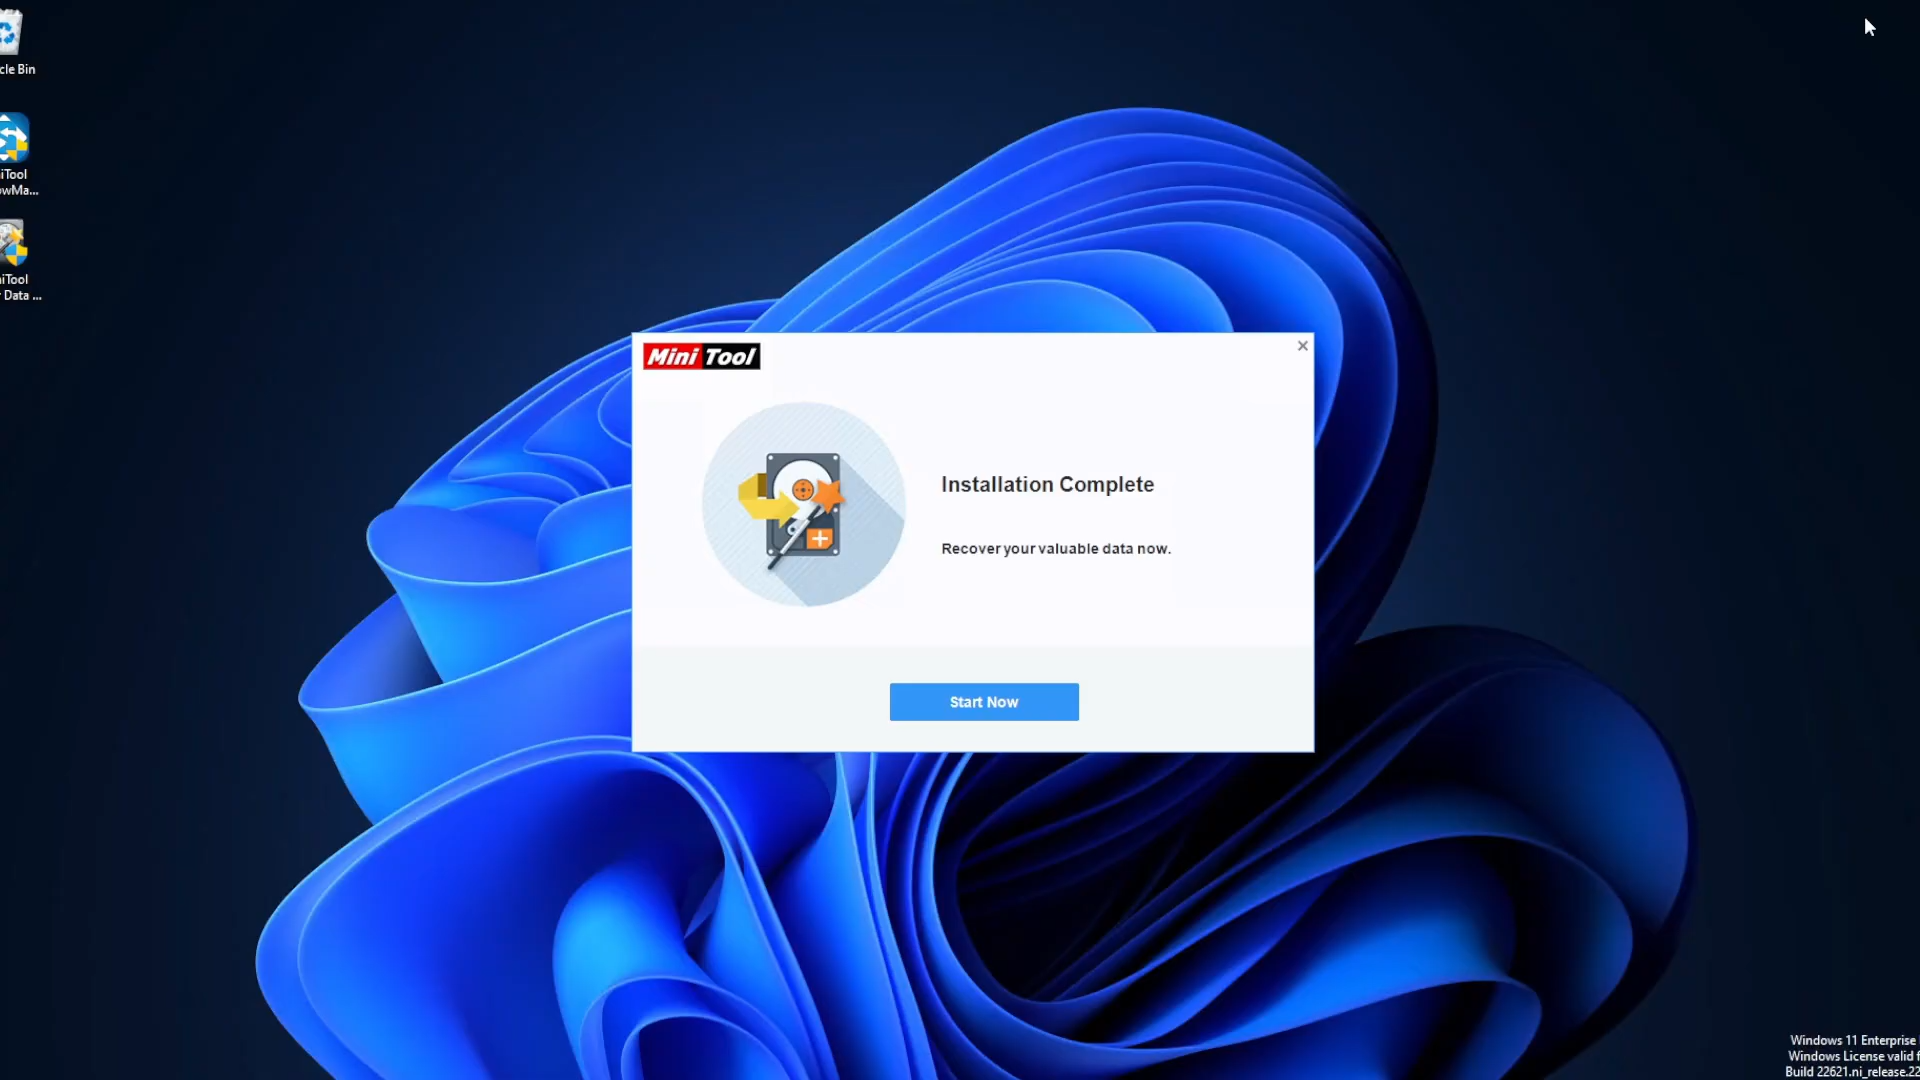 cle Bin
iTool
owMa...
iTool
r Data ...
Mini Tool
Installation Complete
Recover your valuable data now.
Start Now
Windows 11 Enterprise
Windows License valid f
Build 22621.ni_release.22